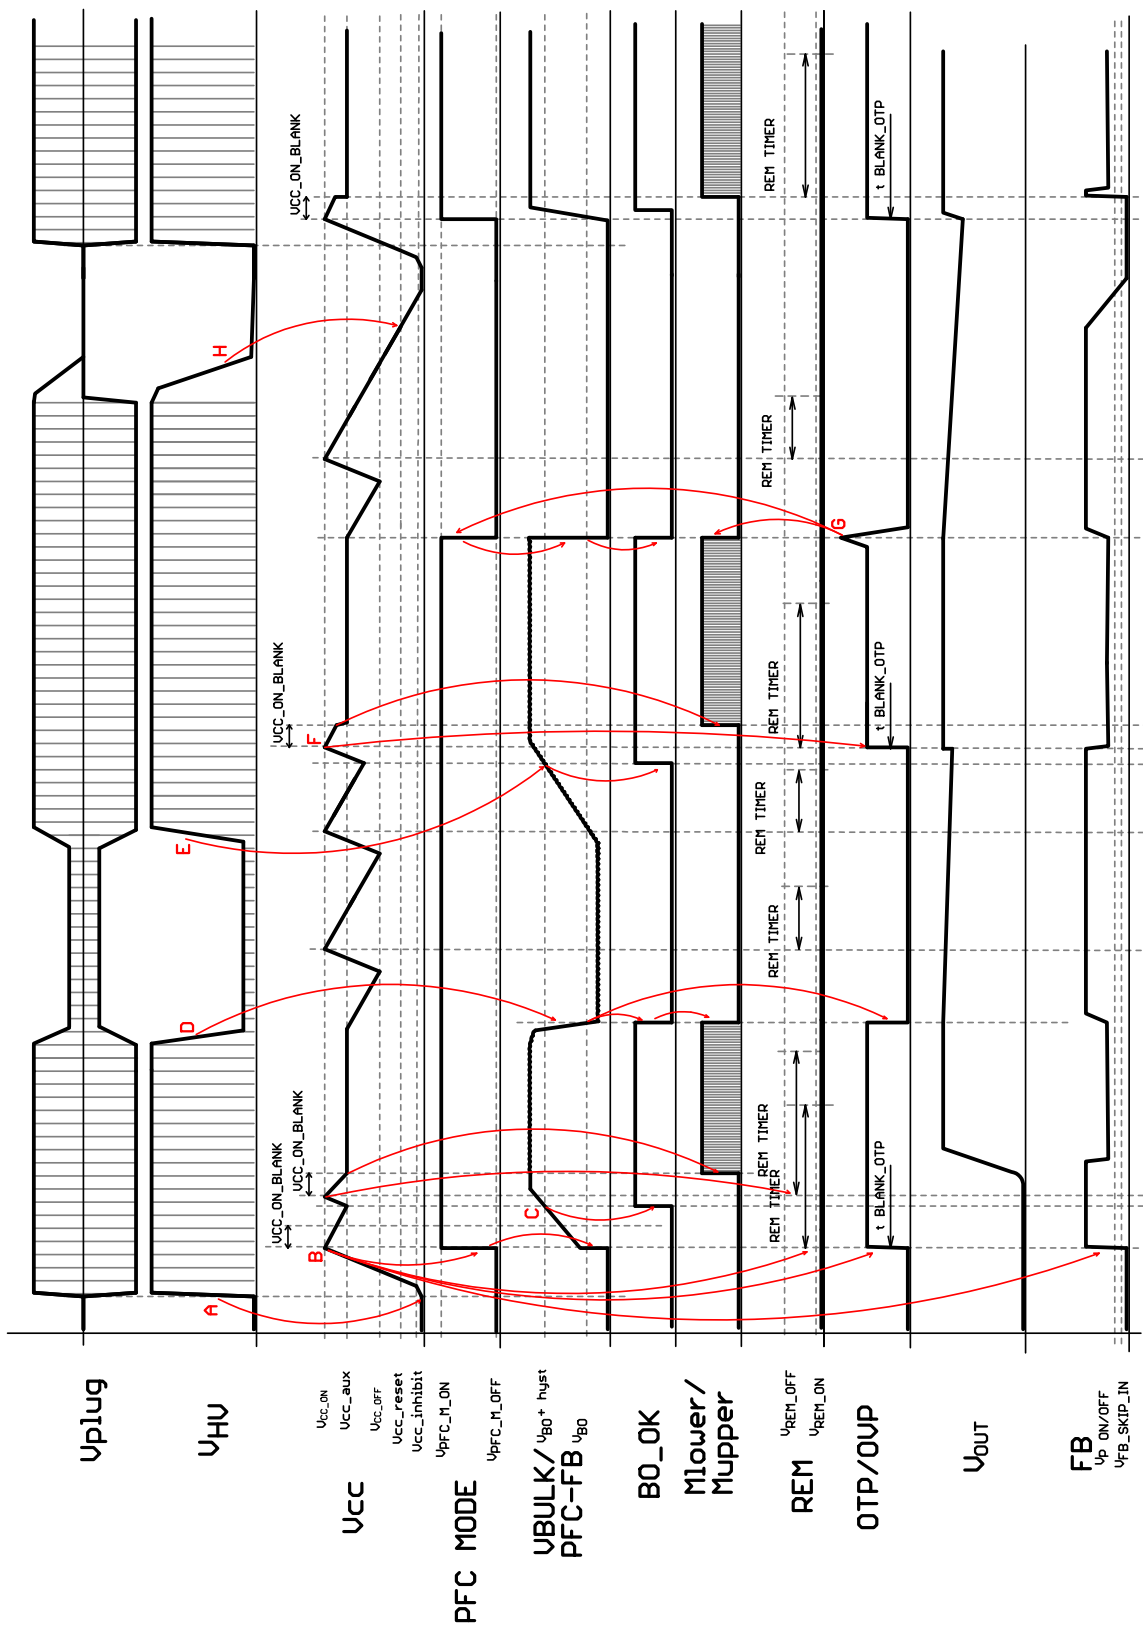 Vplug
VHV
Vcc
VCC_ON
Vcc_aux
VCC_OFF
Vcc_reset
Vcc_inhibit
PFC MODE
VPFC_M_ON
VPFC_M_OFF
VBULK/
PFC-FB
VBO+ hyst
VBO
BO_OK
Mlower/
Mupper
REM
VREM_OFF
VREM_ON
OTP/OVP
VOUT
FB
VP ON/OFF
VFB_SKIP_IN
A
B
C
D
E
F
G
H
VCC_ON_BLANK
VCC_ON_BLANK
VCC_ON_BLANK
VCC_ON_BLANK
REM TIMER
REM TIMER
REM TIMER
REM TIMER
REM TIMER
REM TIMER
REM TIMER
t BLANK_OTP
t BLANK_OTP
t BLANK_OTP